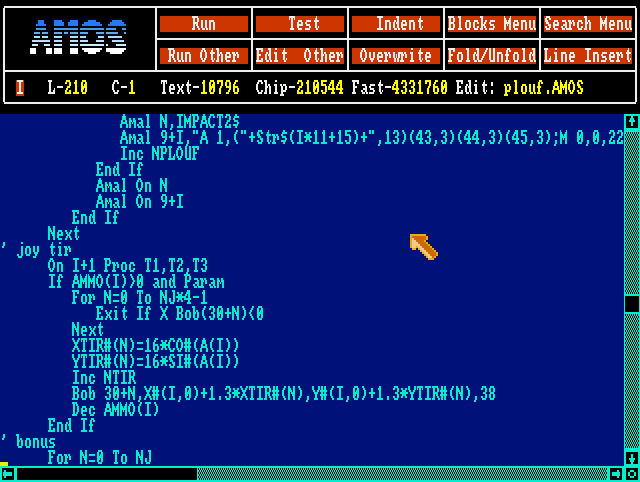 AMOS
Run Test Indent Blocks Menu Search Menu
Run Other Edit Other Overwrite Fold/Unfold Line Insert
I L-210 C-1 Text-10796 Chip-210544 Fast-4331760 Edit: plouf.AMOS
Amal N,IMPACT2$
Amal 9+I,"A 1,("+Str$(I*11+15)+",13)(43,3)(44,3)(45,3);M 0,0,22
Inc NPLOUF
End If
Amal On N
Amal On 9+I
End If
Next
' joy tir
On I+1 Proc T1,T2,T3
If AMMO(I)>0 and Param
For N=0 To NJ*4-1
Exit If X Bob(30+N)<0
Next
XTIR#(N)=16*CO#(A(I))
YTIR#(N)=16*SI#(A(I))
Inc NTIR
Bob 30+N,X#(I,0)+1.3*XTIR#(N),Y#(I,0)+1.3*YTIR#(N),38
Dec AMMO(I)
End If
' bonus
For N=0 To NJ